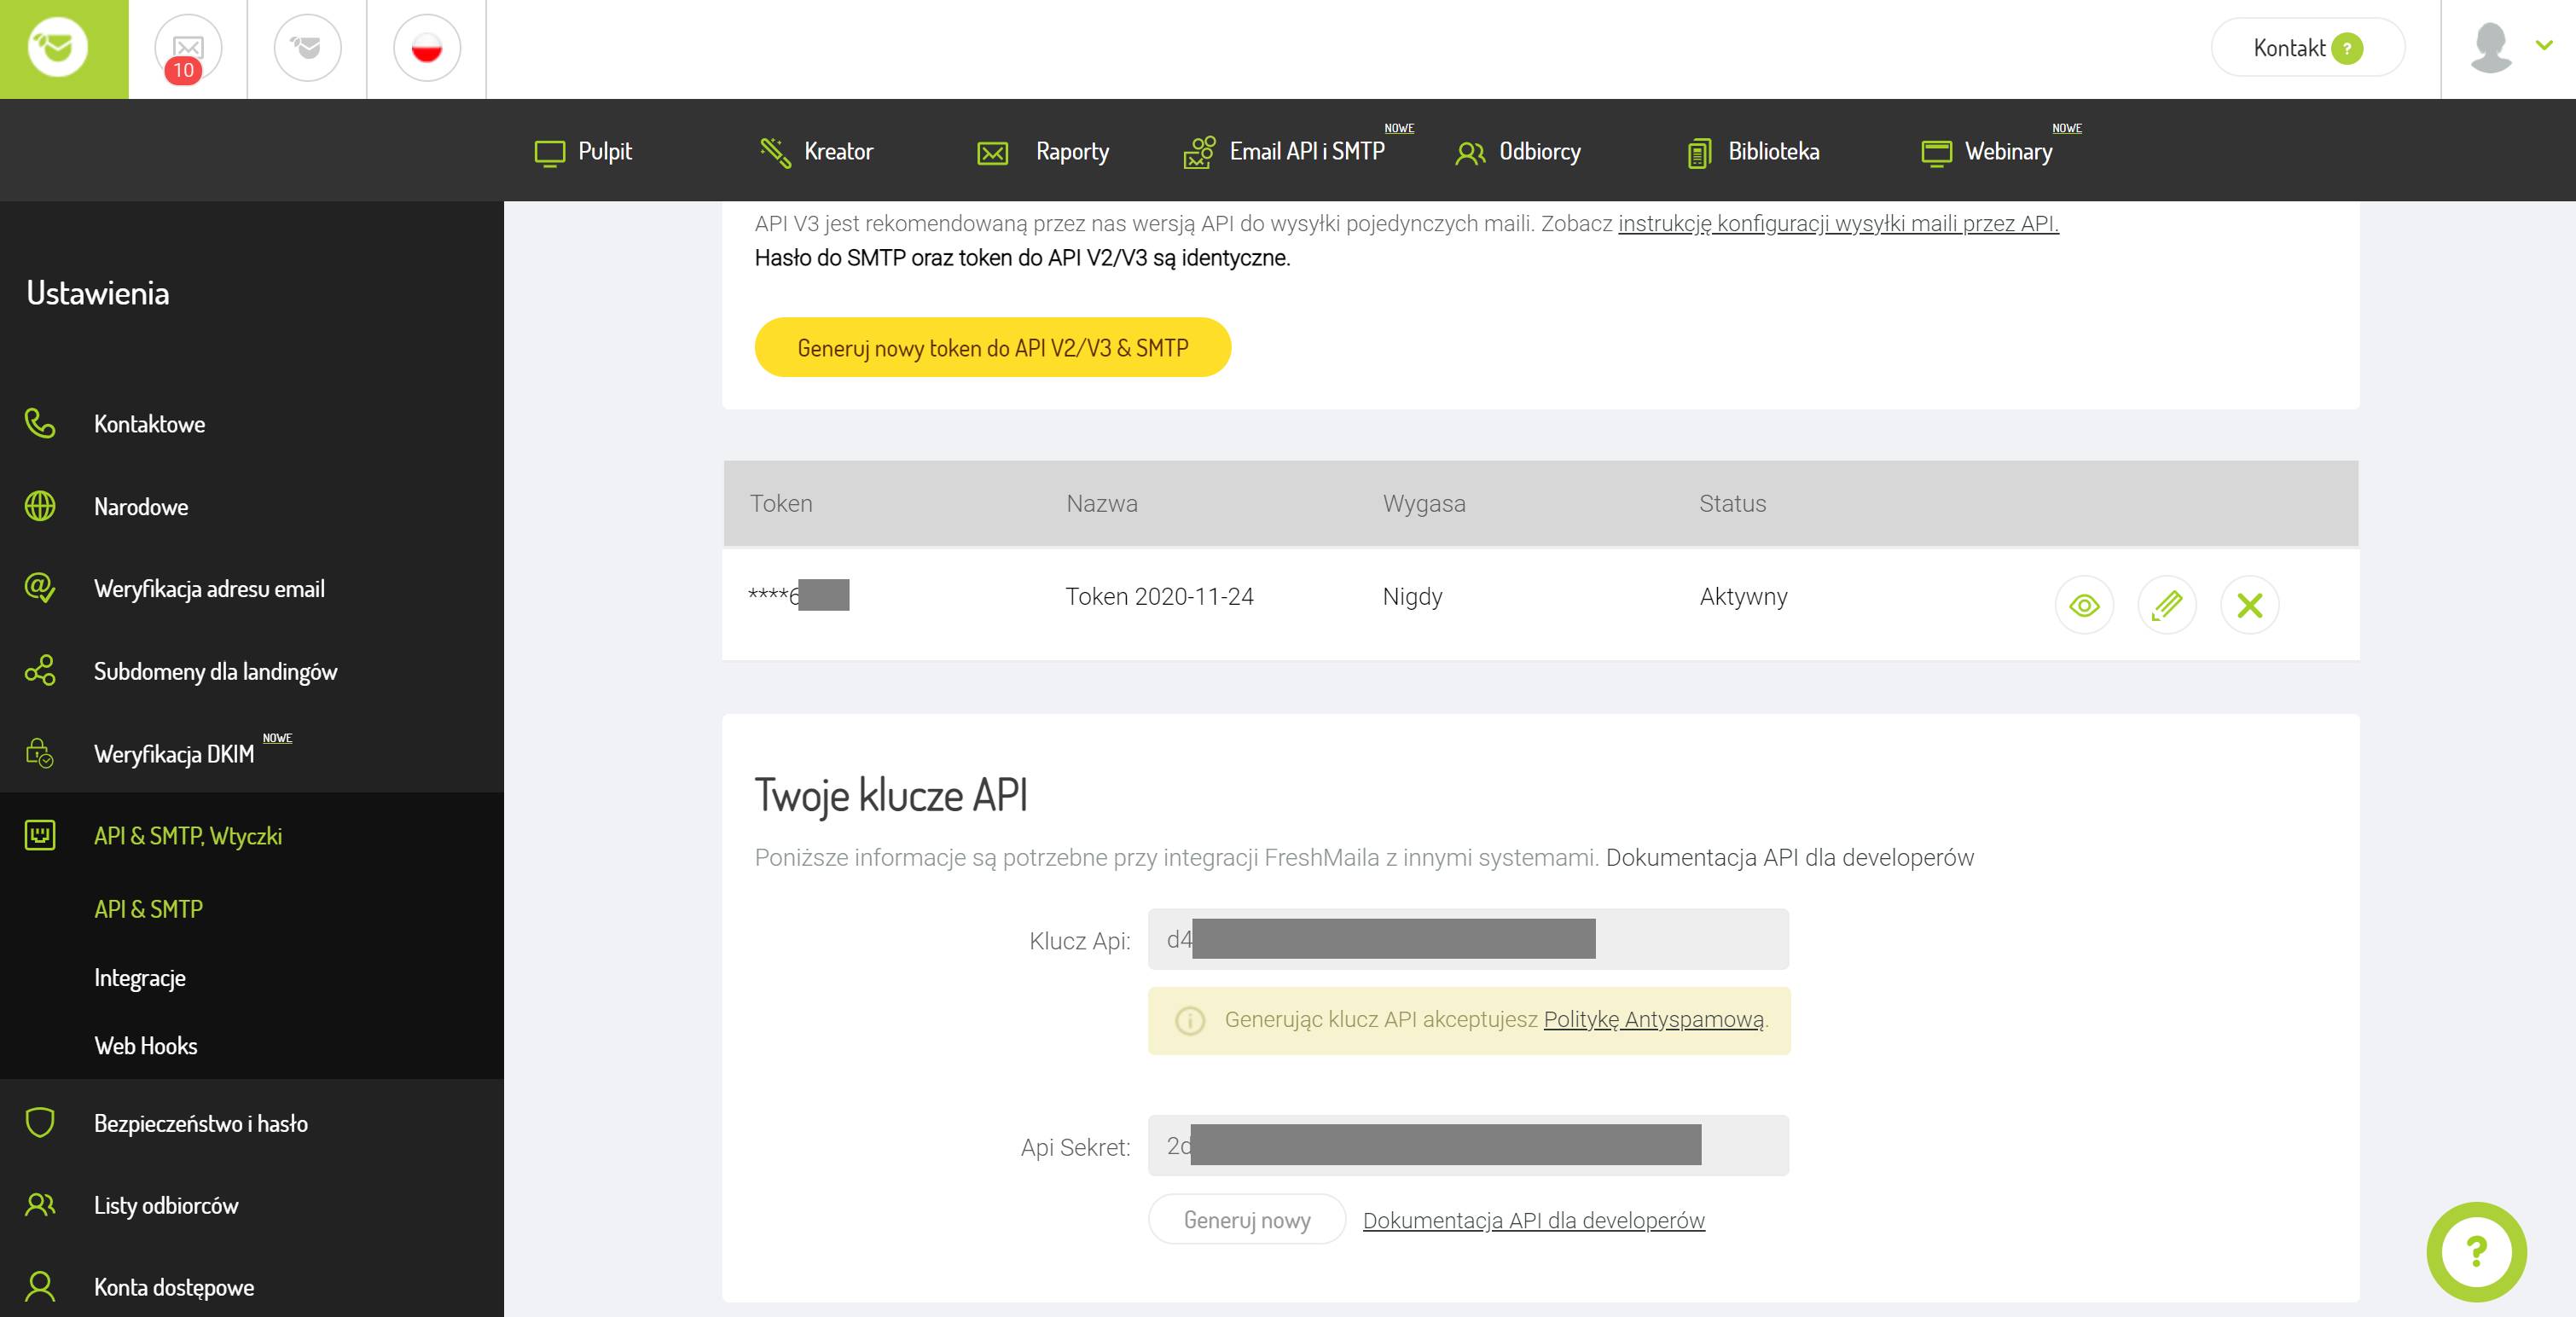 10
Kontakt ?
Pulpit
Kreator
Raporty
Email API i SMTP NOWE
Odbiorcy
Biblioteka
Webinary NOWE
Ustawienia
Kontaktowe
Narodowe
Weryfikacja adresu email
Subdomeny dla landingów
Weryfikacja DKIM NOWE
API & SMTP, Wtyczki
API & SMTP
Integracje
Web Hooks
Bezpieczeństwo i hasło
Listy odbiorców
Konta dostępowe
API V3 jest rekomendowaną przez nas wersją API do wysyłki pojedynczych maili. Zobacz instrukcję konfiguracji wysyłki maili przez API.
Hasło do SMTP oraz token do API V2/V3 są identyczne.
Generuj nowy token do API V2/V3 & SMTP
Token Nazwa Wygasa Status
****6 Token 2020-11-24 Nigdy Aktywny
Twoje klucze API
Poniższe informacje są potrzebne przy integracji FreshMaila z innymi systemami. Dokumentacja API dla developerów
Klucz Api: d4
Generując klucz API akceptujesz Politykę Antyspamową.
Api Sekret: 2d
Generuj nowy Dokumentacja API dla developerów
?